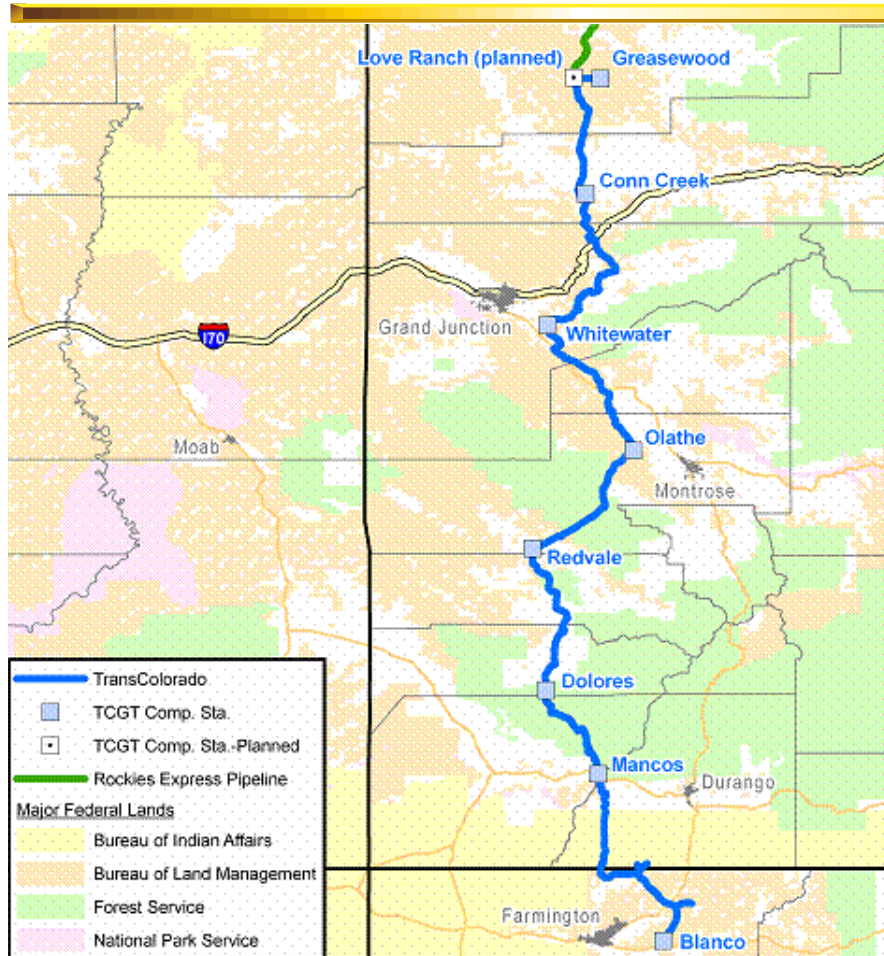 Love Ranch (planned)
Greasewood
Conn Creek
Grand Junction
Whitewater
170
Moab
Olathe
Montrose
Redvale
Dolores
Mancos
Durango
Farmington
Blanco
TransColorado
TCGT Comp. Sta.
TCGT Comp. Sta.-Planned
Rockies Express Pipeline
Major Federal Lands
Bureau of Indian Affairs
Bureau of Land Management
Forest Service
National Park Service